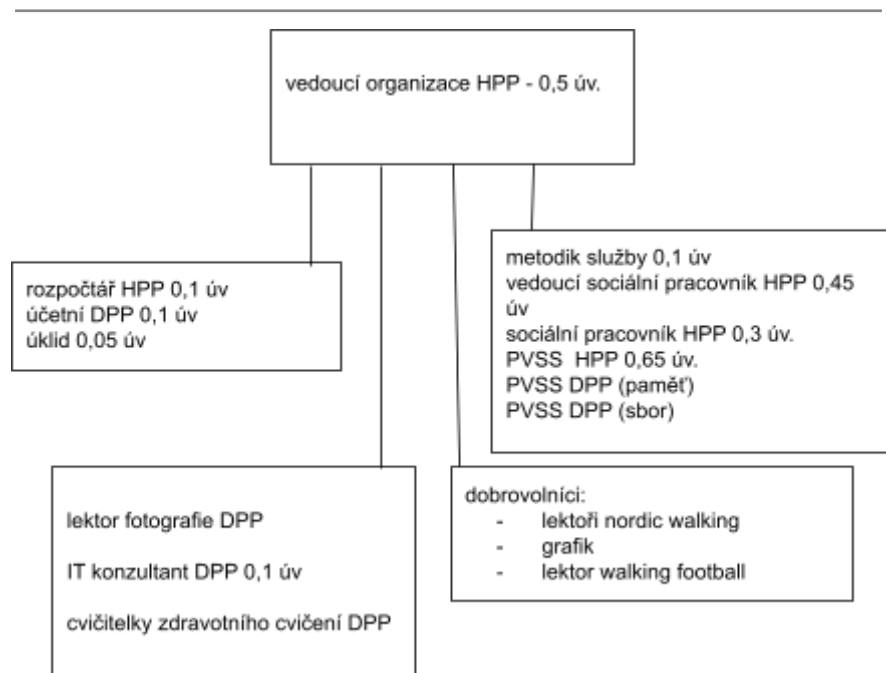 vedoucí organizace HPP - 0,5 úv.
rozpočtář HPP 0,1 úv
účetní DPP 0,1 úv
úklid 0,05 úv
metodik služby 0,1 úv
vedoucí sociální pracovník HPP 0,45
úv
sociální pracovník HPP 0,3 úv.
PVSS  HPP 0,65 úv.
PVSS DPP (paměť)
PVSS DPP (sbor)
lektor fotografie DPP
IT konzultant DPP 0,1 úv
cvičitelky zdravotního cvičení DPP
dobrovolníci:
- lektoři nordic walking
- grafik
- lektor walking football